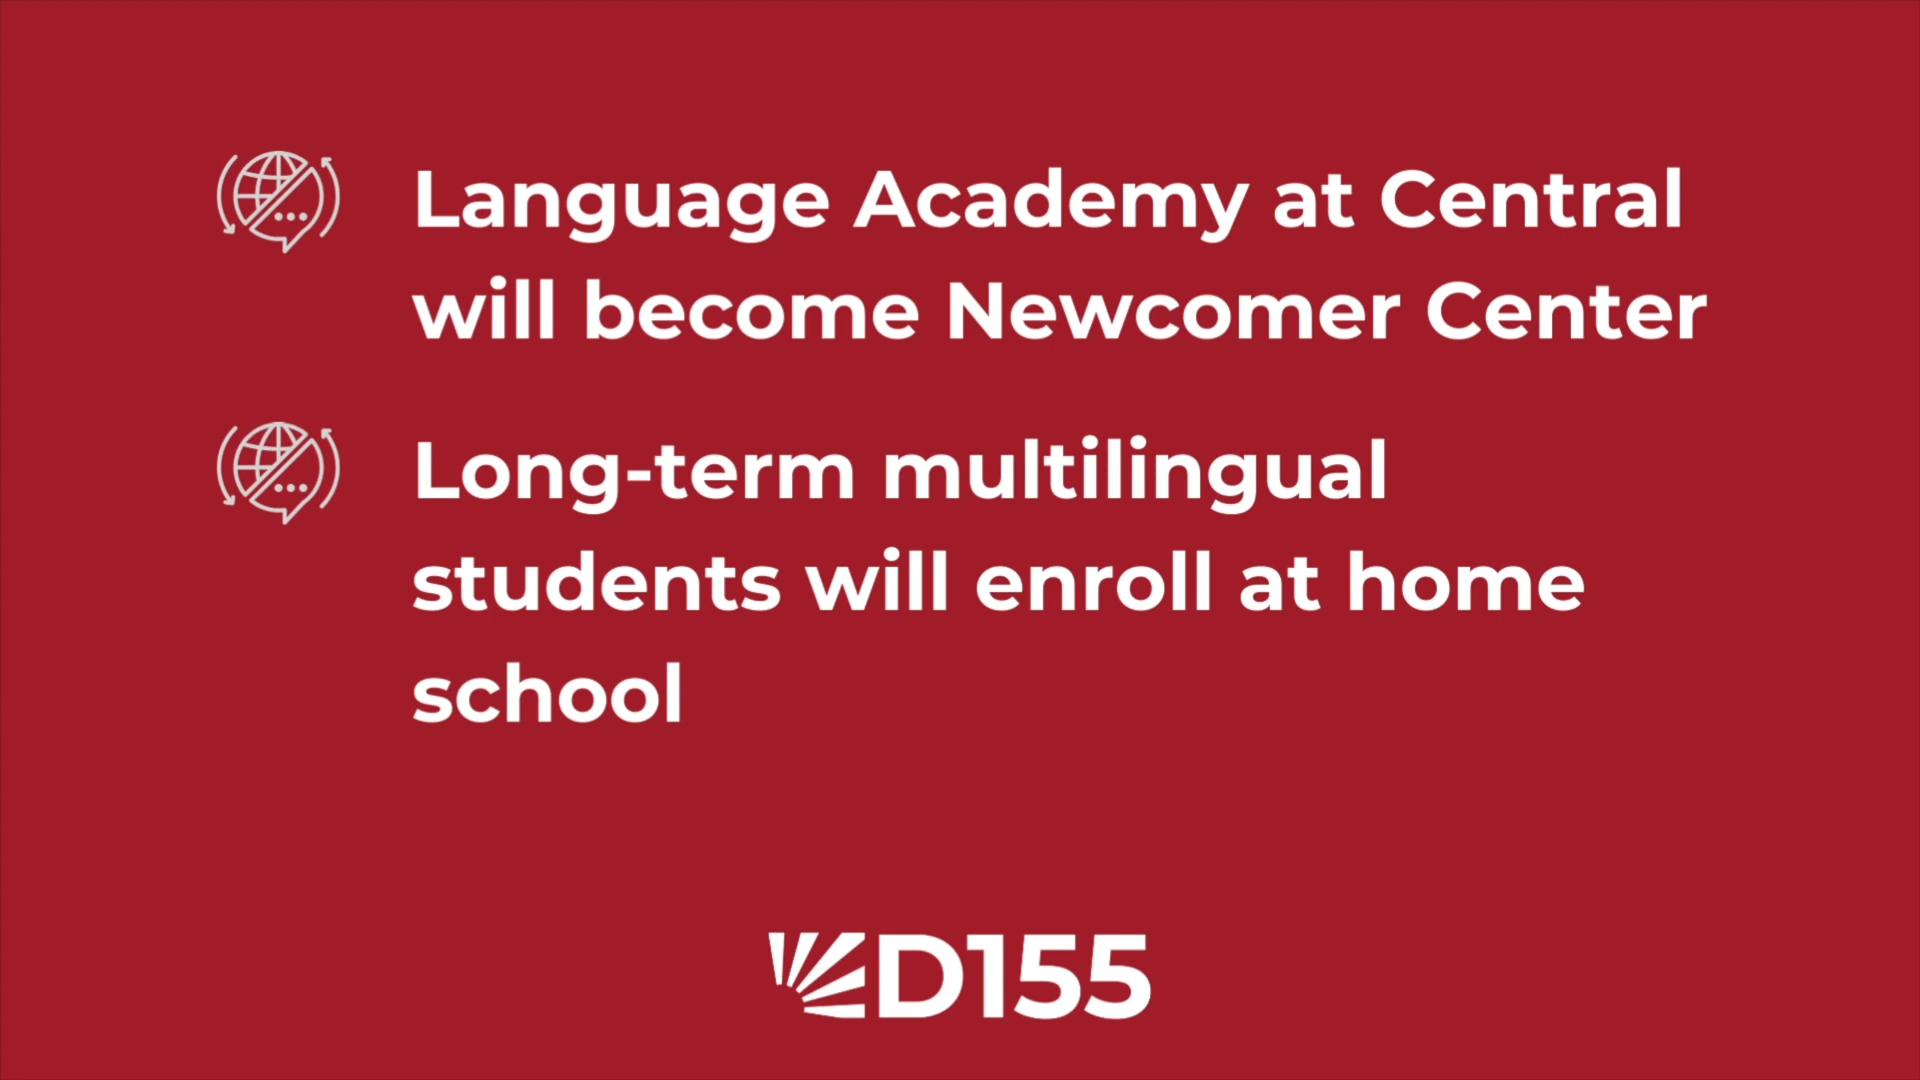 Language Academy at Central
will become Newcomer Center
Long-term multilingual
students will enroll at home
school
D155